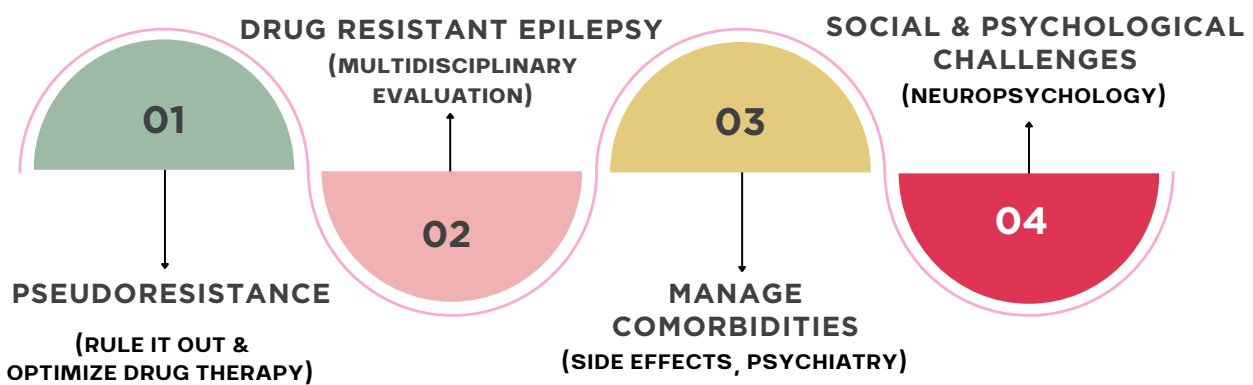 01
PSEUDORESISTANCE
(RULE IT OUT &
OPTIMIZE DRUG THERAPY)
DRUG RESISTANT EPILEPSY
(MULTIDISCIPLINARY
EVALUATION)
02
03
MANAGE
COMORBIDITIES
(SIDE EFFECTS, PSYCHIATRY)
SOCIAL & PSYCHOLOGICAL
CHALLENGES
(NEUROPSYCHOLOGY)
04